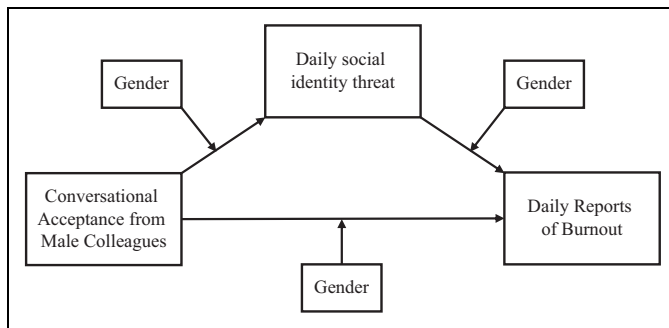 Daily social
identity threat
Gender
Gender
Conversational
Acceptance from
Male Colleagues
Daily Reports
of Burnout
Gender